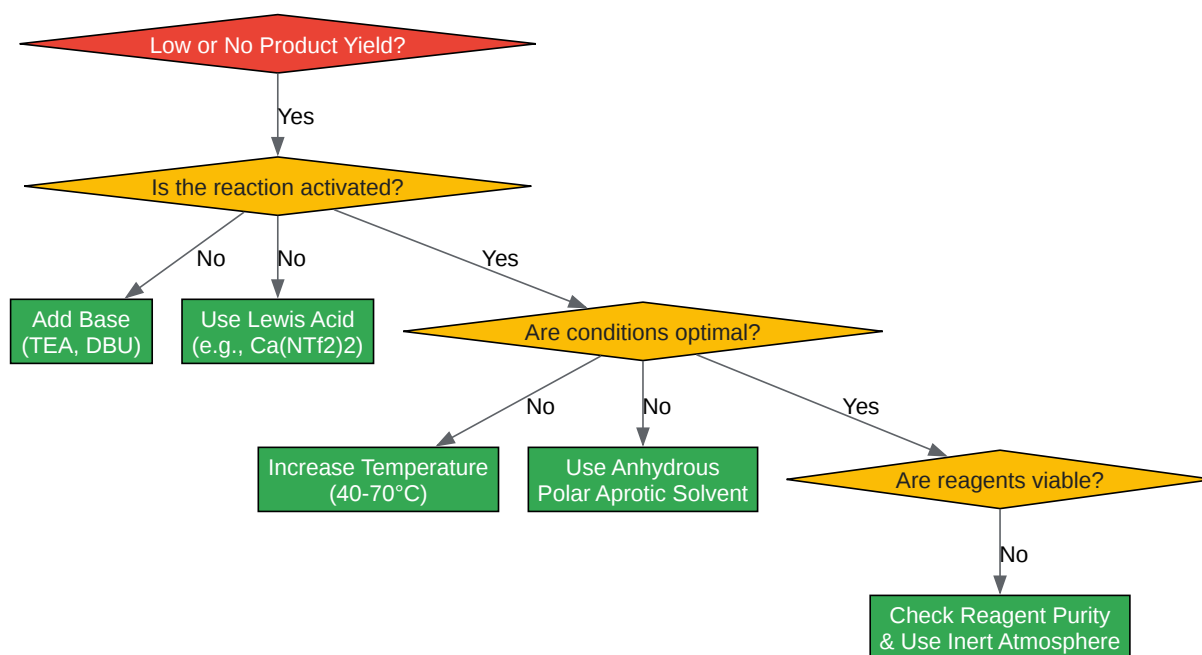 Low or No Product Yield?
Yes
Is the reaction activated?
No
No
Yes
Add Base
(TEA, DBU)
Use Lewis Acid
(e.g., Ca(NTf2)2)
Are conditions optimal?
No
No
Yes
Increase Temperature
(40-70°C)
Use Anhydrous
Polar Aprotic Solvent
Are reagents viable?
No
Check Reagent Purity
& Use Inert Atmosphere